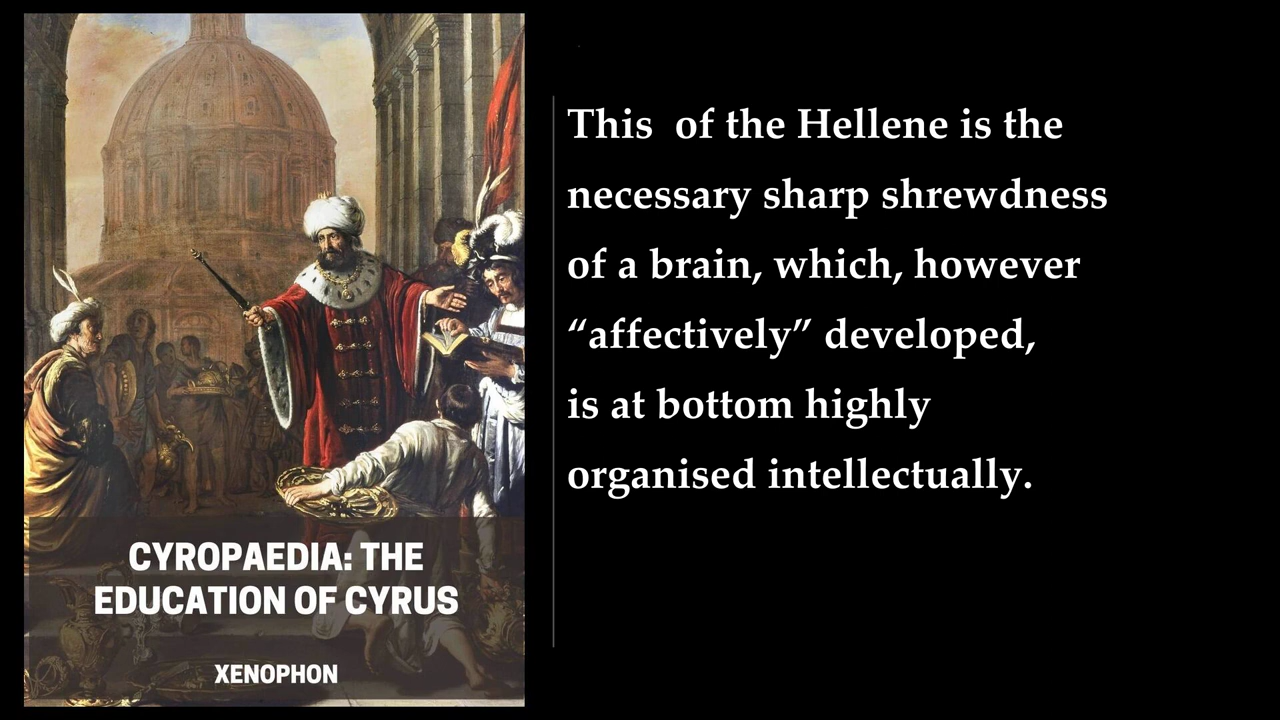 CYROPAEDIA: THE
EDUCATION OF CYRUS
XENOPHON
This  of the Hellene is the
necessary sharp shrewdness
of a brain, which, however
“affectively” developed,
is at bottom highly
organised intellectually.